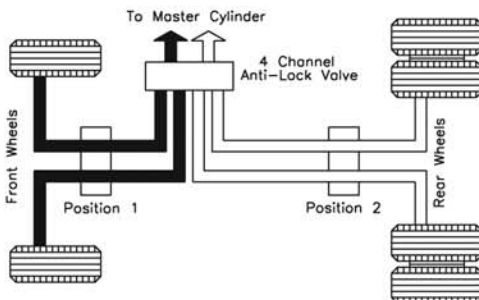 To Master Cylinder
4 Channel
Anti-Lock Valve
Front Wheels
Rear Wheels
Position 1
Position 2